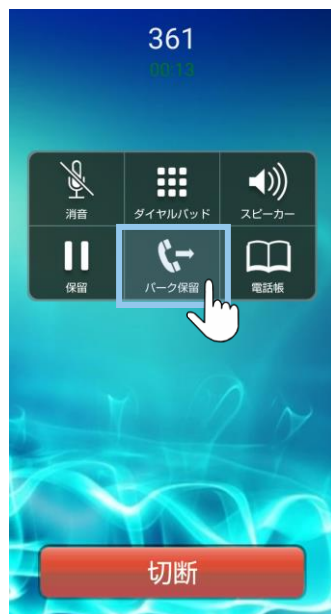 361
00:13
消音
ダイヤルパッド
スピーカー
保留
パーク保留
電話帳
切断